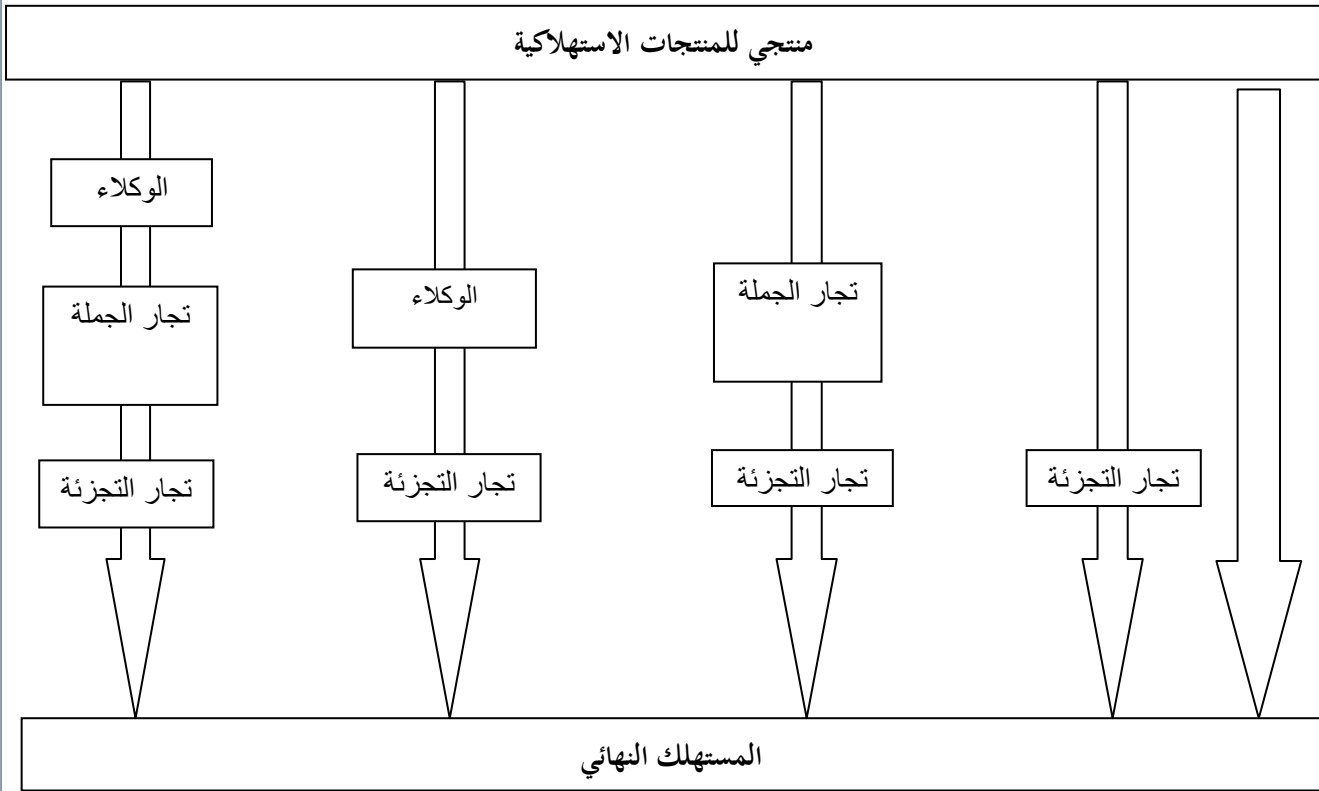 منتجي للمنتجات الاستهلاكية
الوكلاء
تجار الجملة
الوكلاء
تجار الجملة
تجار التجزئة
تجار التجزئة
تجار التجزئة
تجار التجزئة
المستهلك النهائي